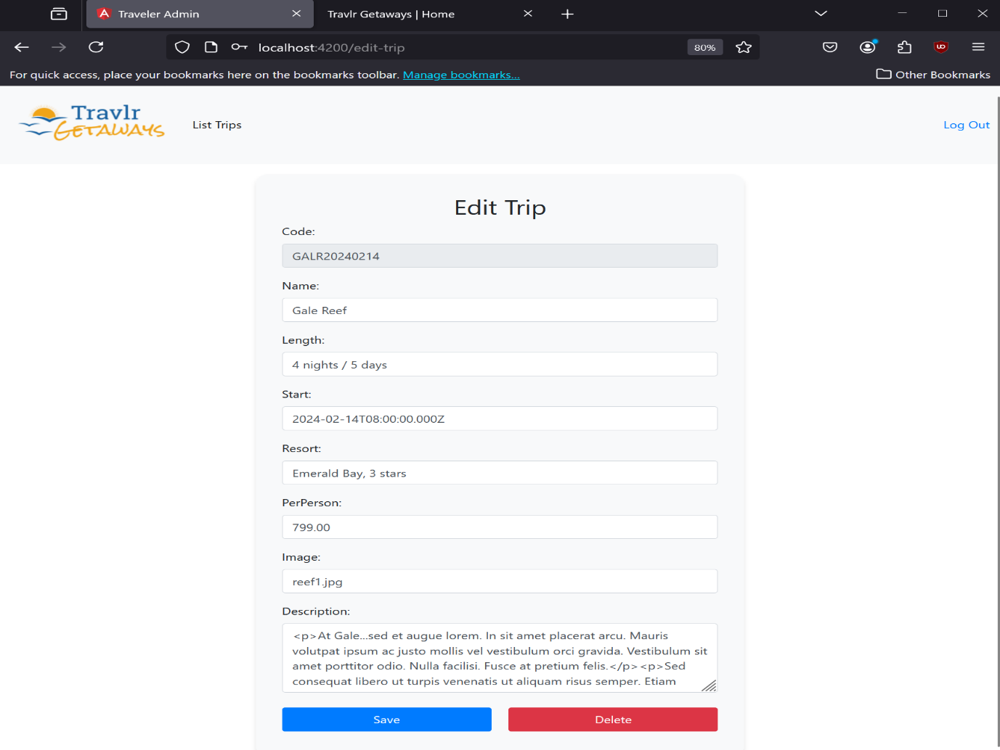 Traveler Admin
Travlr Getaways | Home
localhost:4200/edit-trip
80%
For quick access, place your bookmarks here on the bookmarks toolbar. Manage bookmarks...
Other Bookmarks
Travlr
GETAWAYS
List Trips
Log Out
Edit Trip
Code:
GALR20240214
Name:
Gale Reef
Length:
4 nights / 5 days
Start:
2024-02-14T08:00:00.000Z
Resort:
Emerald Bay, 3 stars
PerPerson:
799.00
Image:
reef1.jpg
Description:
<p>At Gale...sed et augue lorem. In sit amet placerat arcu. Mauris
volutpat ipsum ac justo mollis vel vestibulum orci gravida. Vestibulum sit
amet porttitor odio. Nulla facilisi. Fusce at pretium felis.</p><p>Sed
consequat libero ut turpis venenatis ut aliquam risus semper. Etiam
Save
Delete